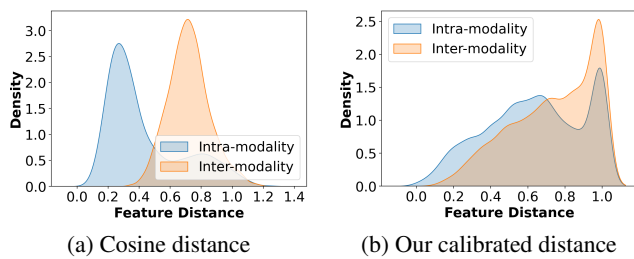 3.0
2.5
2.0
1.5
1.0
0.5
0.0
Density
Intra-modality
Inter-modality
0.0 0.2 0.4 0.6 0.8 1.0 1.2 1.4
Feature Distance
(a) Cosine distance
2.5
2.0
1.5
1.0
0.5
0.0
Density
Intra-modality
Inter-modality
0.0 0.2 0.4 0.6 0.8 1.0
Feature Distance
(b) Our calibrated distance